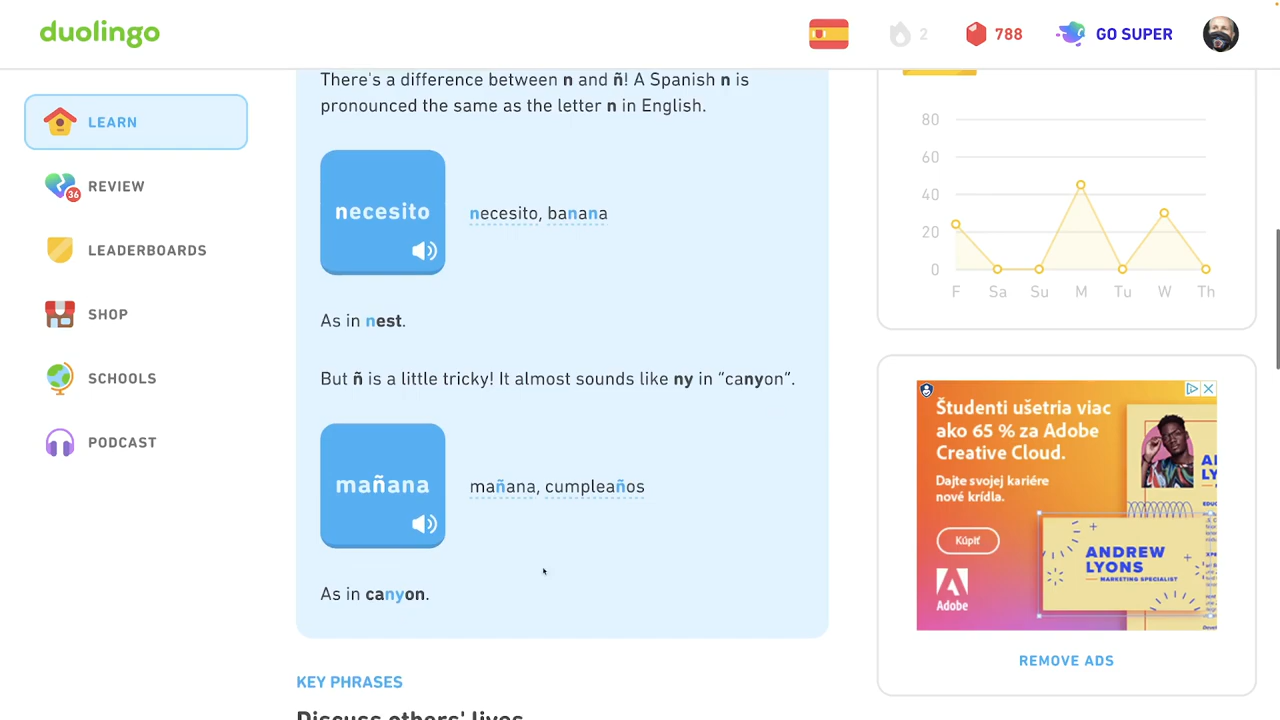 duolingo
2
788
GO SUPER
LEARN
36
REVIEW
LEADERBOARDS
SHOP
SCHOOLS
PODCAST
There's a difference between n and ñ! A Spanish n is
pronounced the same as the letter n in English.
necesito
necesito, banana
As in nest.
But ñ is a little tricky! It almost sounds like ny in “canyon”.
mañana
mañana, cumpleaños
As in canyon.
KEY PHRASES
Discuss others' lives
80
60
40
20
0
F Sa Su M Tu W Th
Študenti ušetria viac
ako 65 % za Adobe
Creative Cloud.
Dajte svojej kariére
nové krídla.
Kúpiť
Adobe
ANDREW
LYONS
MARKETING SPECIALIST
REMOVE ADS